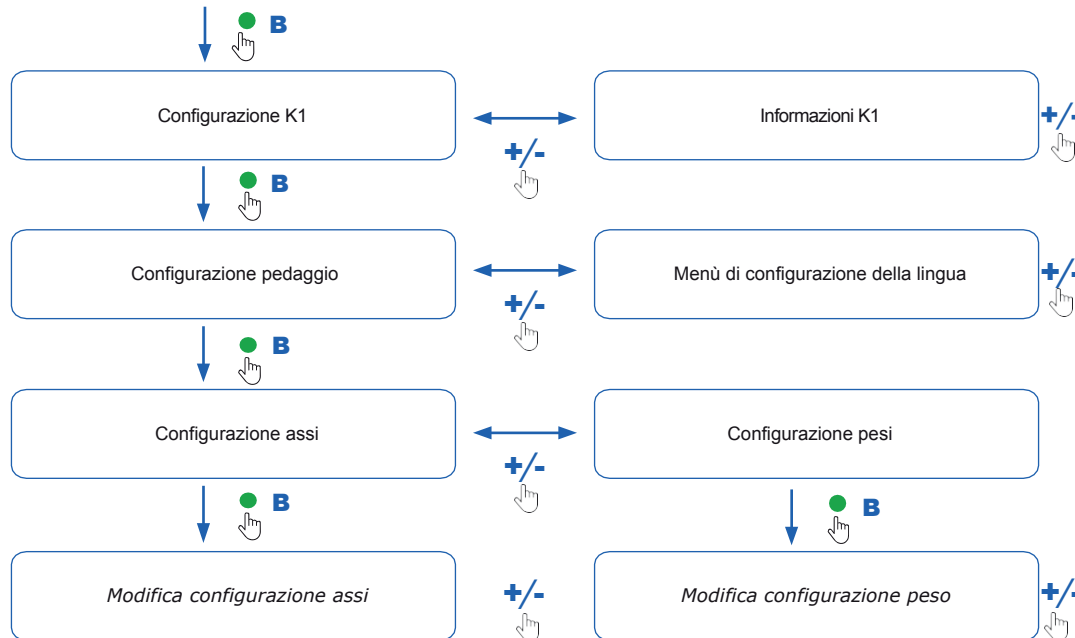 B
Configurazione K1
+/-
Informazioni K1
+/-
B
Configurazione pedaggio
+/-
Menù di configurazione della lingua
+/-
B
Configurazione assi
+/-
Configurazione pesi
B
B
Modifica configurazione assi
+/-
Modifica configurazione peso
+/-